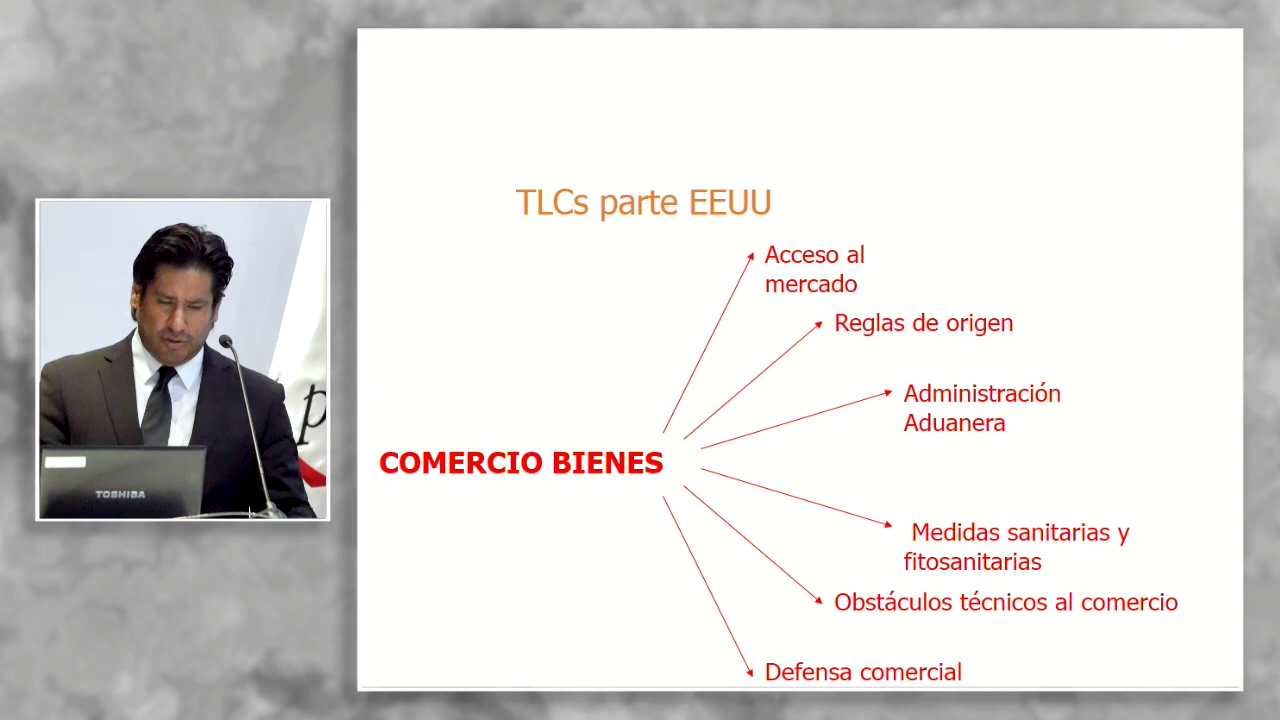 TLCs parte EEUU
Acceso al
mercado
Reglas de origen
Administración
Aduanera
COMERCIO BIENES
Medidas sanitarias y
fitosanitarias
Obstáculos técnicos al comercio
Defensa comercial
TOSHIBA
p